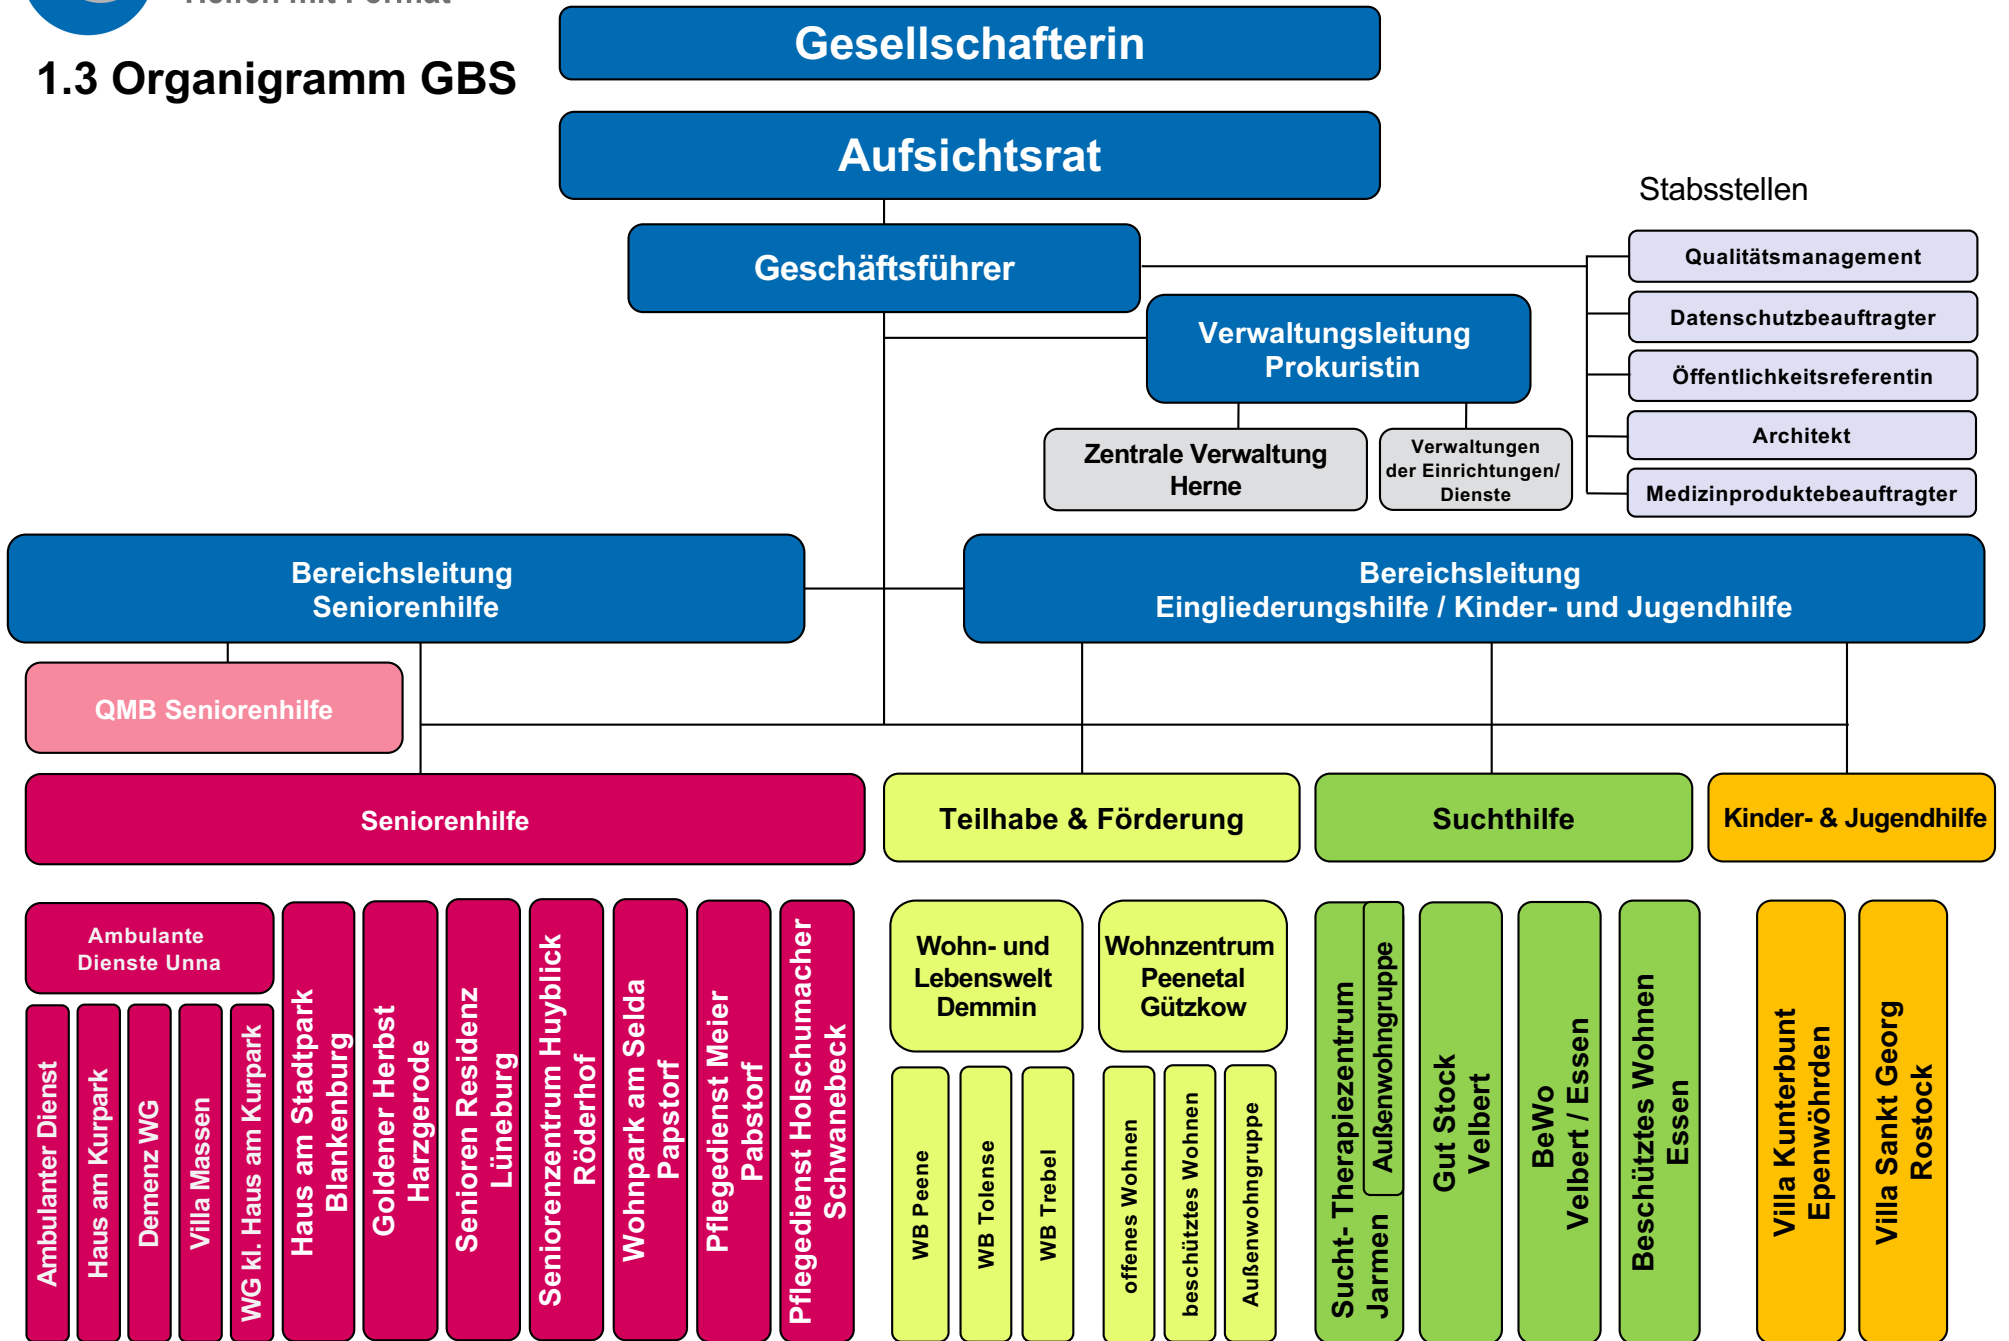 Helfen mit Format
1.3 Organigramm GBS
Gesellschafterin
Aufsichtsrat
Geschäftsführer
Stabsstellen
Qualitätsmanagement
Datenschutzbeauftragter
Öffentlichkeitsreferentin
Architekt
Medizinproduktebeauftragter
Verwaltungsleitung
Prokuristin
Zentrale Verwaltung
Herne
Verwaltungen
der Einrichtungen/
Dienste
Bereichsleitung
Seniorenhilfe
Bereichsleitung
Eingliederungshilfe / Kinder- und Jugendhilfe
QMB Seniorenhilfe
Seniorenhilfe
Teilhabe & Förderung
Suchthilfe
Kinder- & Jugendhilfe
Ambulante
Dienste Unna
Ambulanter Dienst
Haus am Kurpark
Demenz WG
Villa Massen
WG kl. Haus am Kurpark
Haus am Stadtpark
Blankenburg
Goldener Herbst
Harzgerode
Senioren Residenz
Lüneburg
Seniorenzentrum Huyblick
Röderhof
Wohnpark am Selda
Papstorf
Pflegedienst Meier
Pabstorf
Pflegedienst Holschumacher
Schwanebeck
Wohn- und
Lebenswelt
Demmin
WB Peene
WB Tolense
WB Trebel
Wohnzentrum
Peenetal
Gützkow
offenes Wohnen
beschütztes Wohnen
Außenwohngruppe
Sucht- Therapiezentrum
Jarmen
Außenwohngruppe
Gut Stock
Velbert
BeWo
Velbert / Essen
Beschütztes Wohnen
Essen
Villa Kunterbunt
Epenwöhrden
Villa Sankt Georg
Rostock